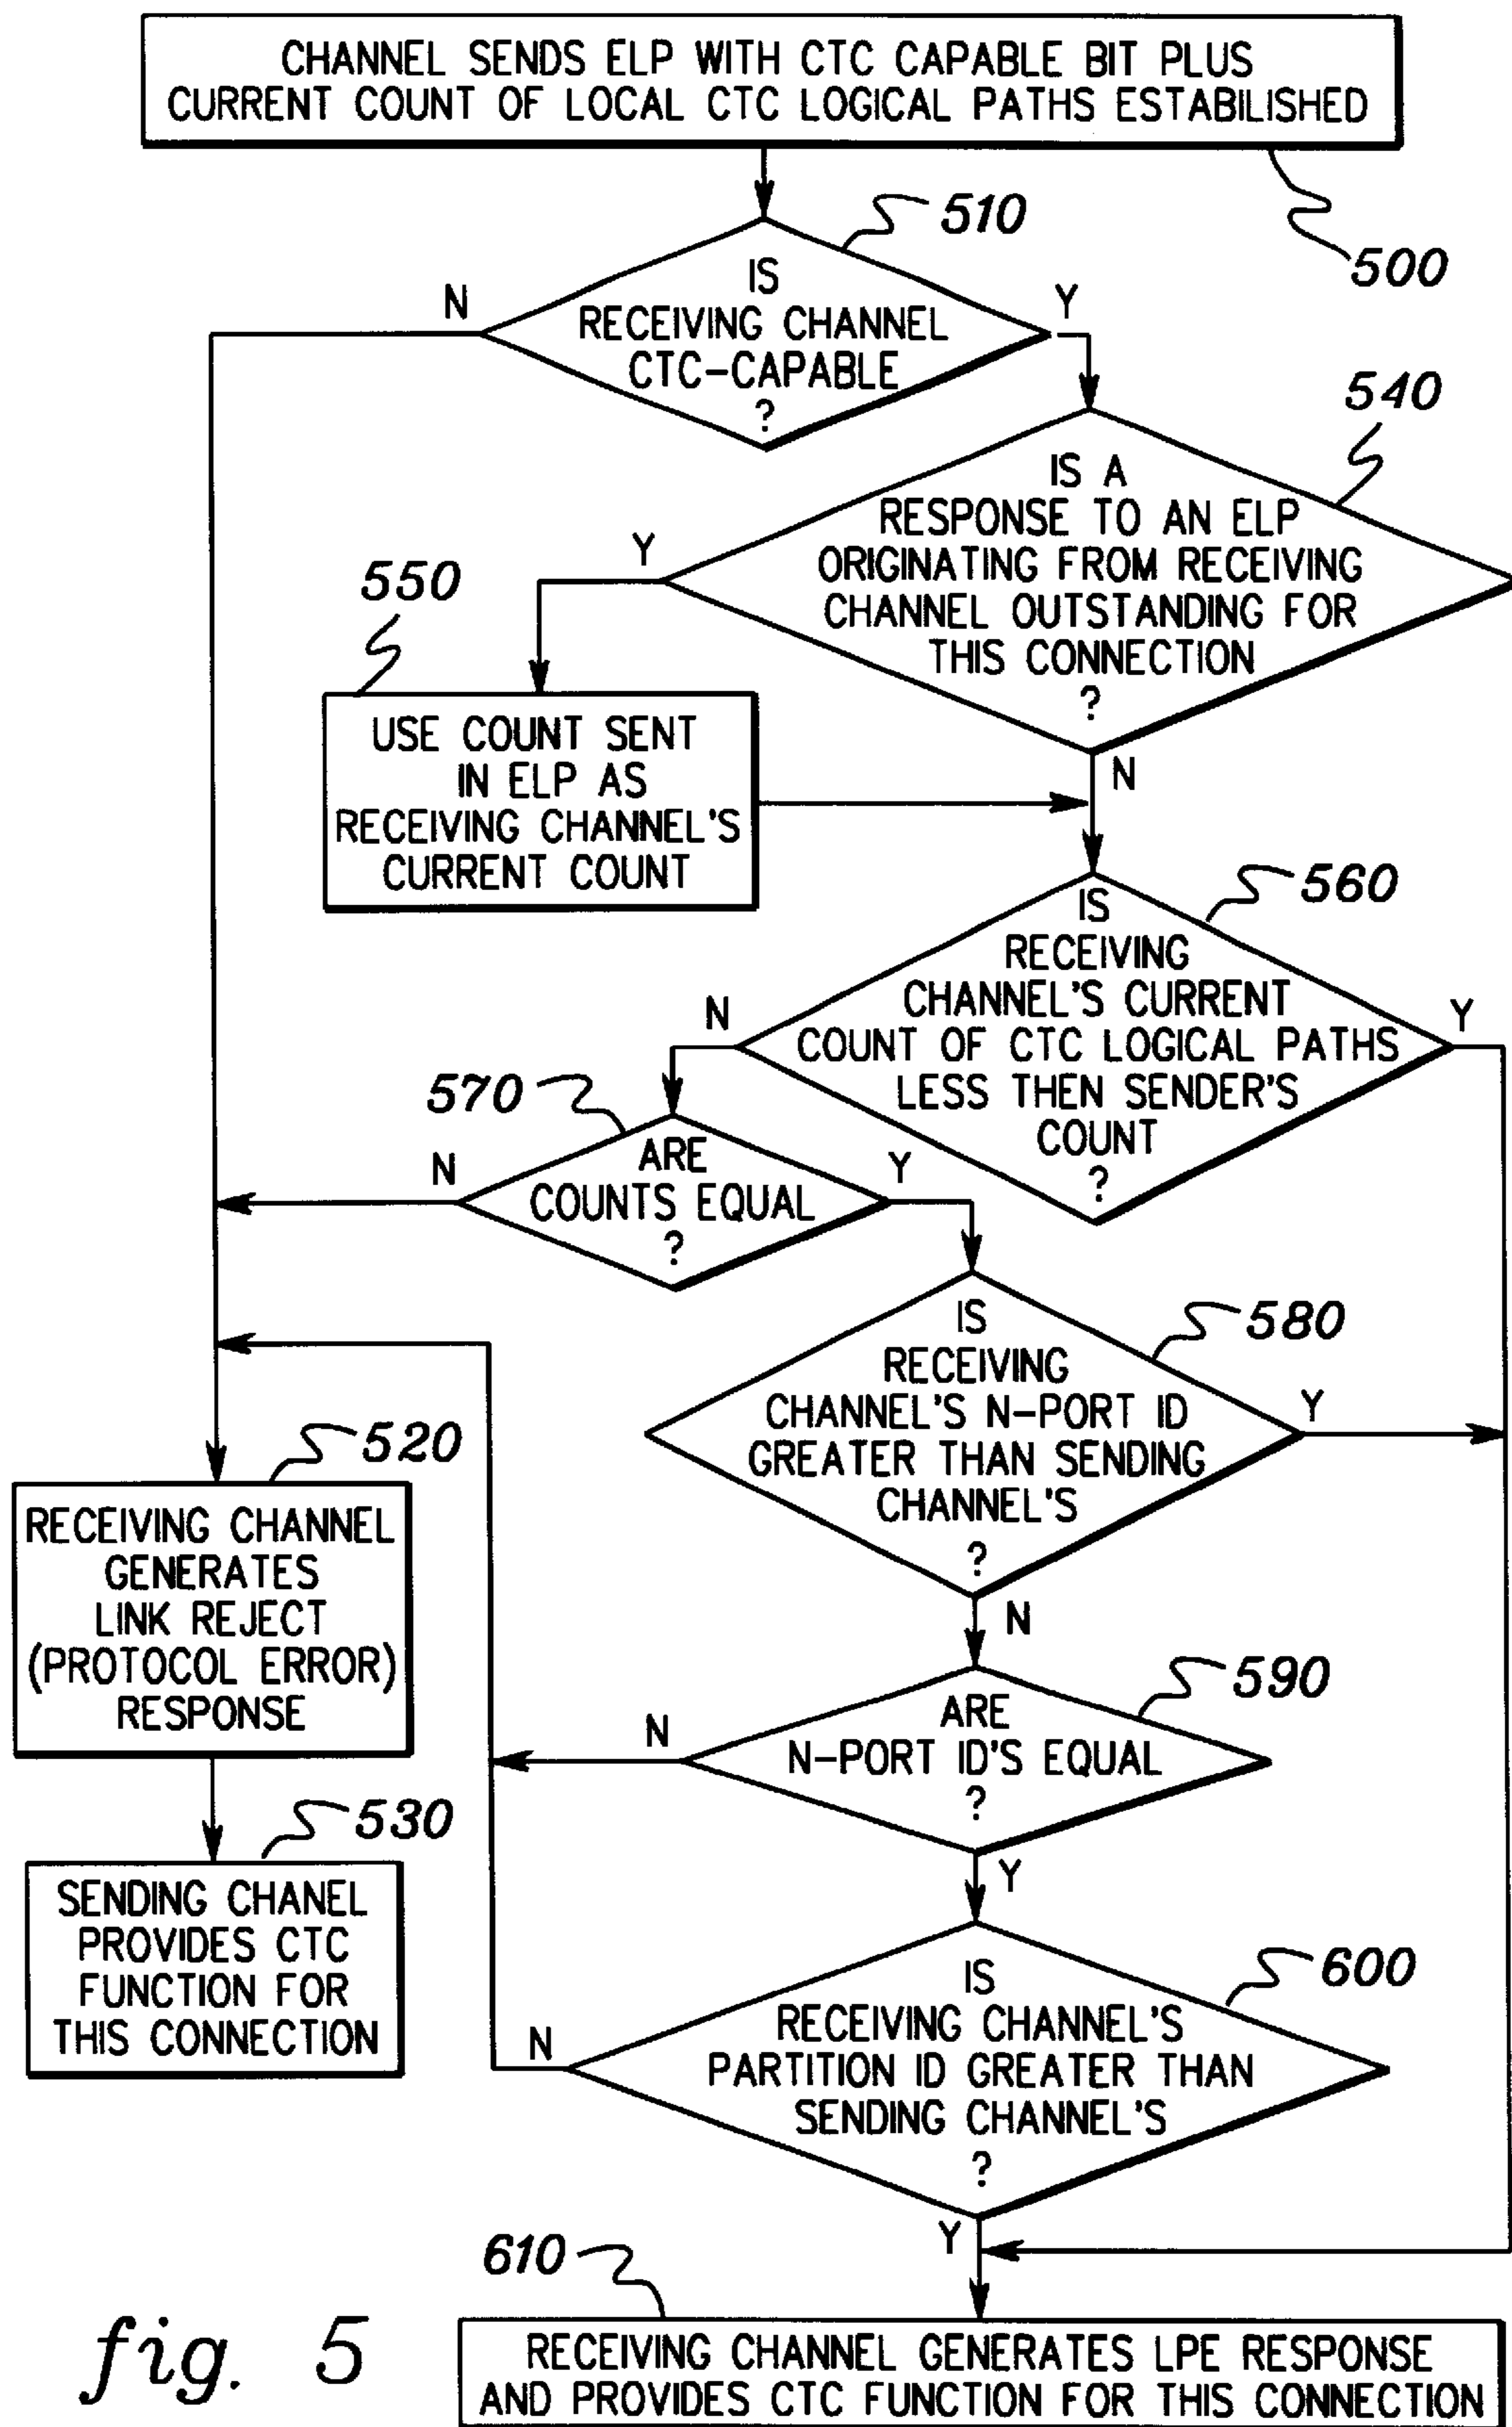 CHANNEL SENDS ELP WITH CTC CAPABLE BIT PLUS
CURRENT COUNT OF LOCAL CTC LOGICAL PATHS ESTABILISHED
500
510
IS
RECEIVING CHANNEL
CTC-CAPABLE
?
N
Y
540
IS A
RESPONSE TO AN ELP
ORIGINATING FROM RECEIVING
CHANNEL OUTSTANDING FOR
THIS CONNECTION
?
Y
N
550
USE COUNT SENT
IN ELP AS
RECEIVING CHANNEL'S
CURRENT COUNT
560
IS
RECEIVING
CHANNEL'S CURRENT
COUNT OF CTC LOGICAL PATHS
LESS THEN SENDER'S
COUNT
?
N
Y
570
ARE
COUNTS EQUAL
?
N
Y
580
IS
RECEIVING
CHANNEL'S N-PORT ID
GREATER THAN SENDING
CHANNEL'S
?
Y
N
520
RECEIVING CHANNEL
GENERATES
LINK REJECT
(PROTOCOL ERROR)
RESPONSE
590
ARE
N-PORT ID'S EQUAL
?
N
Y
530
SENDING CHANEL
PROVIDES CTC
FUNCTION FOR
THIS CONNECTION
600
IS
RECEIVING CHANNEL'S
PARTITION ID GREATER THAN
SENDING CHANNEL'S
?
N
Y
610
RECEIVING CHANNEL GENERATES LPE RESPONSE
AND PROVIDES CTC FUNCTION FOR THIS CONNECTION
fig. 5